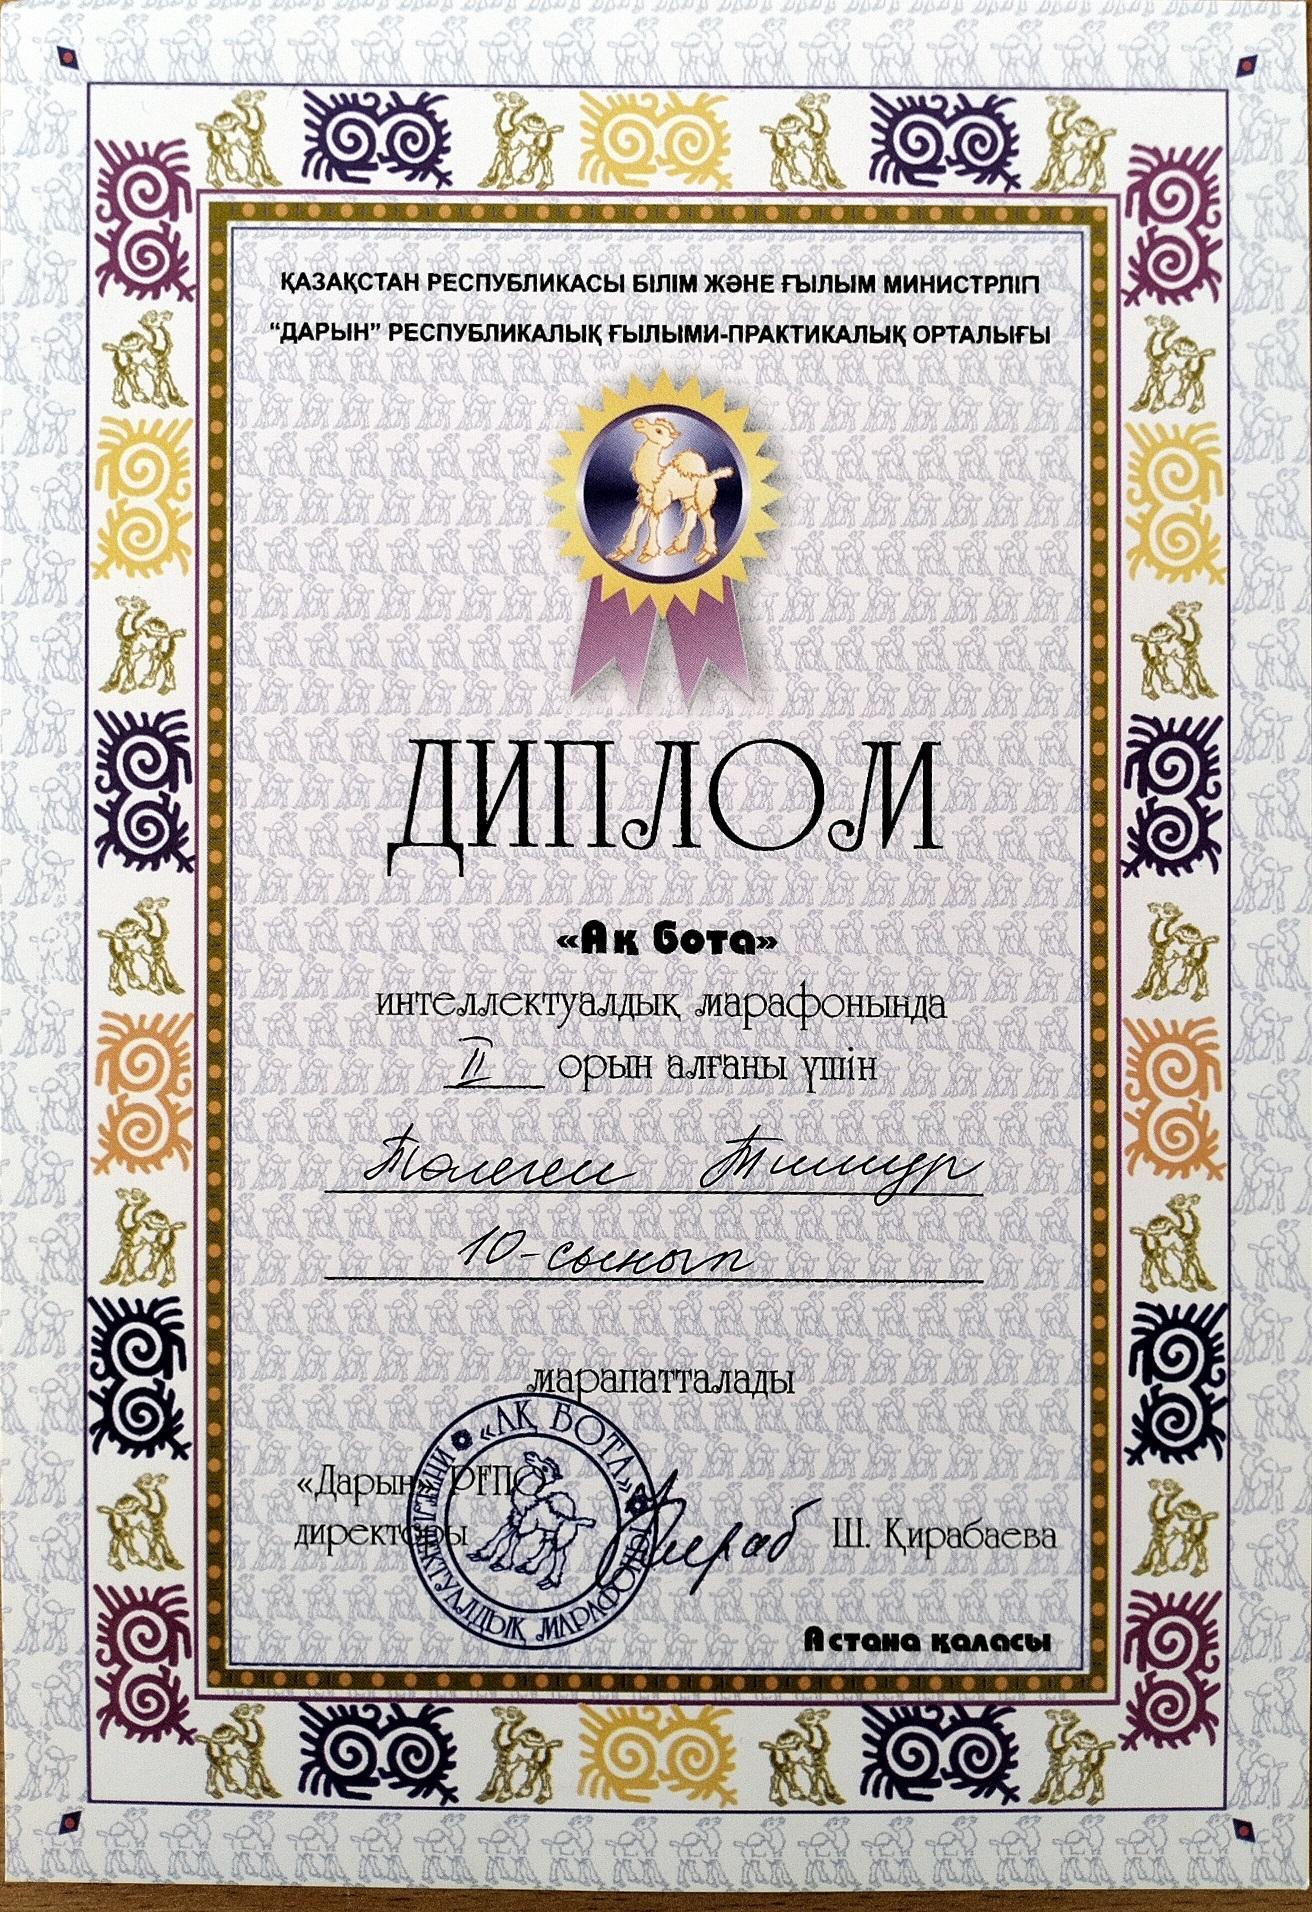 ҚАЗАҚСТАН РЕСПУБЛИКАСЫ БІЛІМ ЖӘНЕ ҒЫЛЫМ МИНИСТРЛІГІ
“ДАРЫН” РЕСПУБЛИКАЛЫҚ ҒЫЛЫМИ-ПРАКТИКАЛЫҚ ОРТАЛЫҒЫ
ДИПЛОМ
«Ақ бота»
интеллектуалдық марафонында
II орын алғаны үшін
Төлеген Тимур
10-сынып
марапатталады
«Дарын» РҒПО
директоры Ш. Қирабаева
«АҚ БОТА» ИНТЕЛЛЕКТУАЛДЫҚ МАРАФОНЫ
Астана қаласы